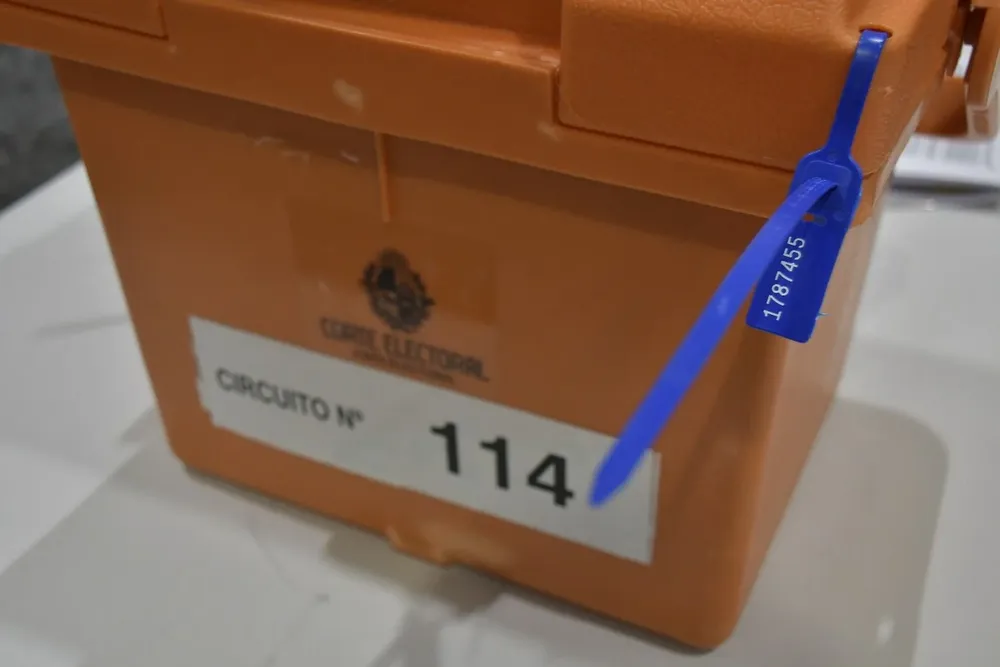 1787455
CORTE ELECTORAL
CIRCUITO Nº
114